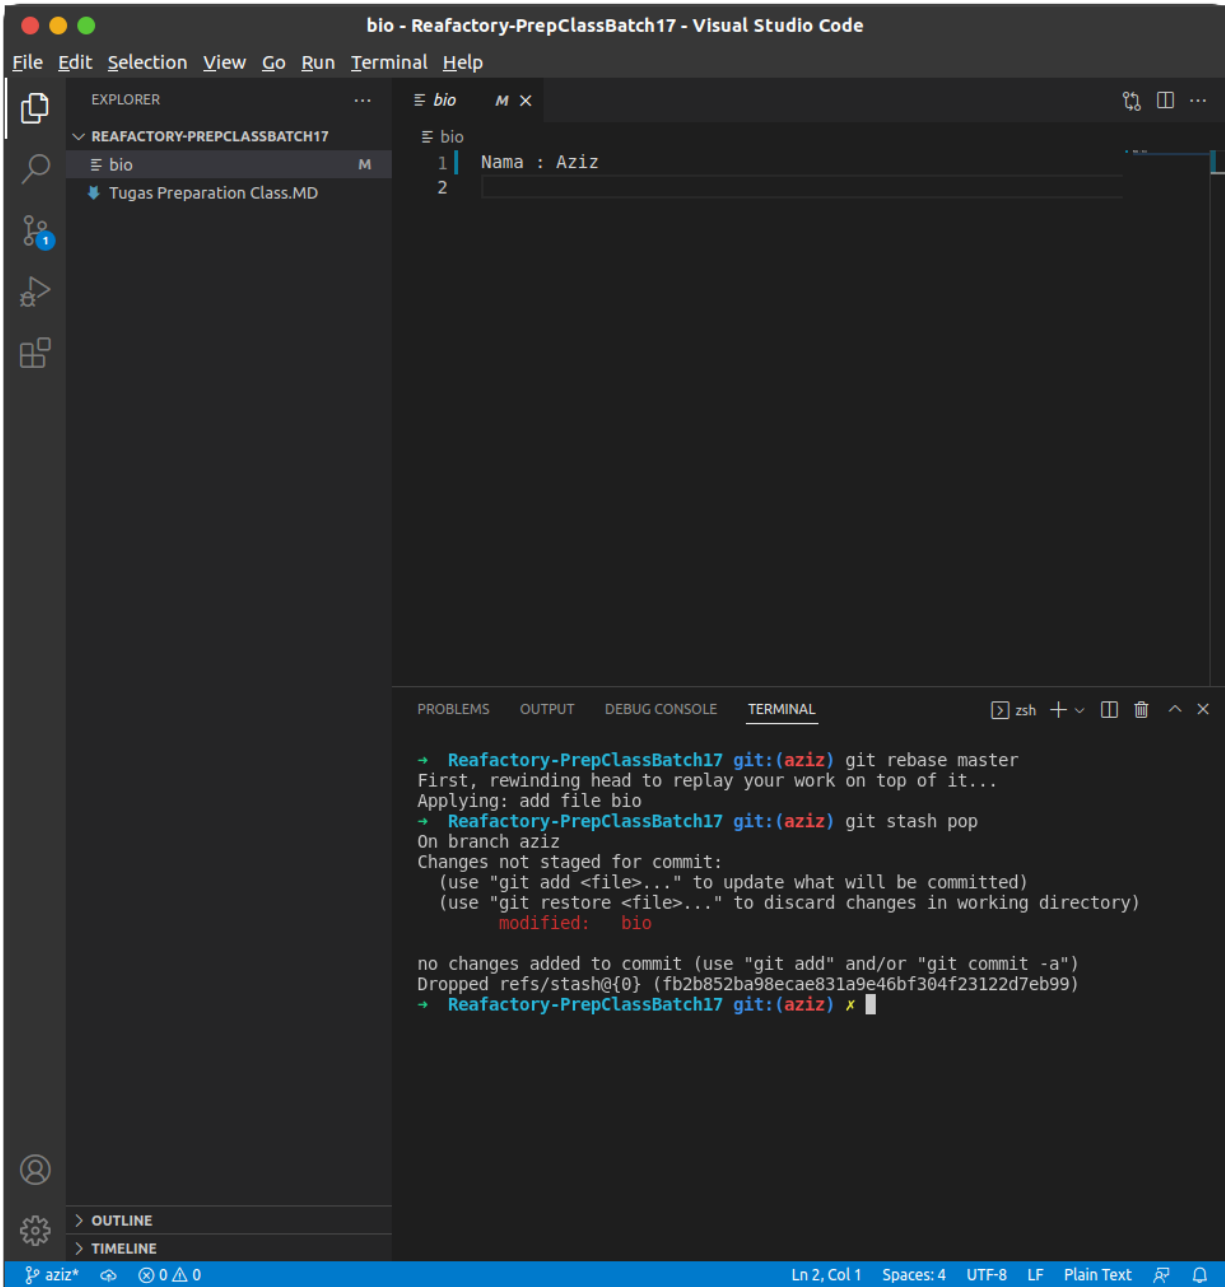 bio - Reafactory-PrepClassBatch17 - Visual Studio Code
File Edit Selection View Go Run Terminal Help
EXPLORER
REAFACTORY-PREPCLASSBATCH17
bio M
Tugas Preparation Class.MD
bio M
bio
1 Nama : Aziz
2
1
PROBLEMS OUTPUT DEBUG CONSOLE TERMINAL zsh
→ Reafactory-PrepClassBatch17 git:(aziz) git rebase master
First, rewinding head to replay your work on top of it...
Applying: add file bio
→ Reafactory-PrepClassBatch17 git:(aziz) git stash pop
On branch aziz
Changes not staged for commit:
(use "git add <file>..." to update what will be committed)
(use "git restore <file>..." to discard changes in working directory)
modified: bio
no changes added to commit (use "git add" and/or "git commit -a")
Dropped refs/stash@{0} (fb2b852ba98ecae831a9e46bf304f23122d7eb99)
→ Reafactory-PrepClassBatch17 git:(aziz) ✗
OUTLINE
TIMELINE
aziz* 0 0 Ln 2, Col 1 Spaces: 4 UTF-8 LF Plain Text